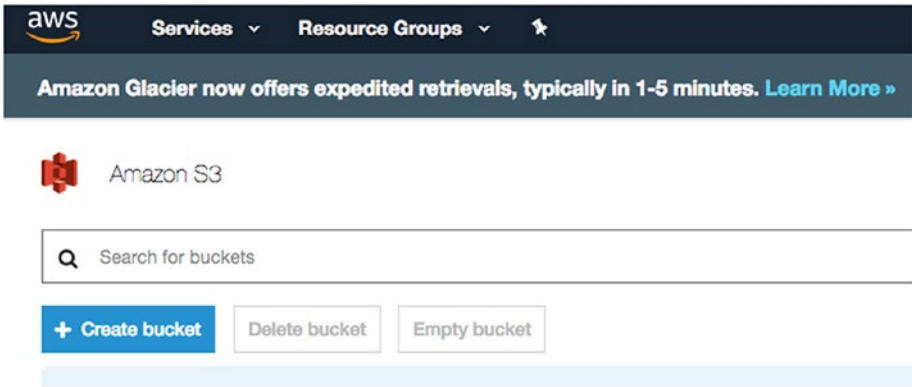 aws
Services Resource Groups
Amazon Glacier now offers expedited retrievals, typically in 1-5 minutes. Learn More »
Amazon S3
Search for buckets
+ Create bucket Delete bucket Empty bucket